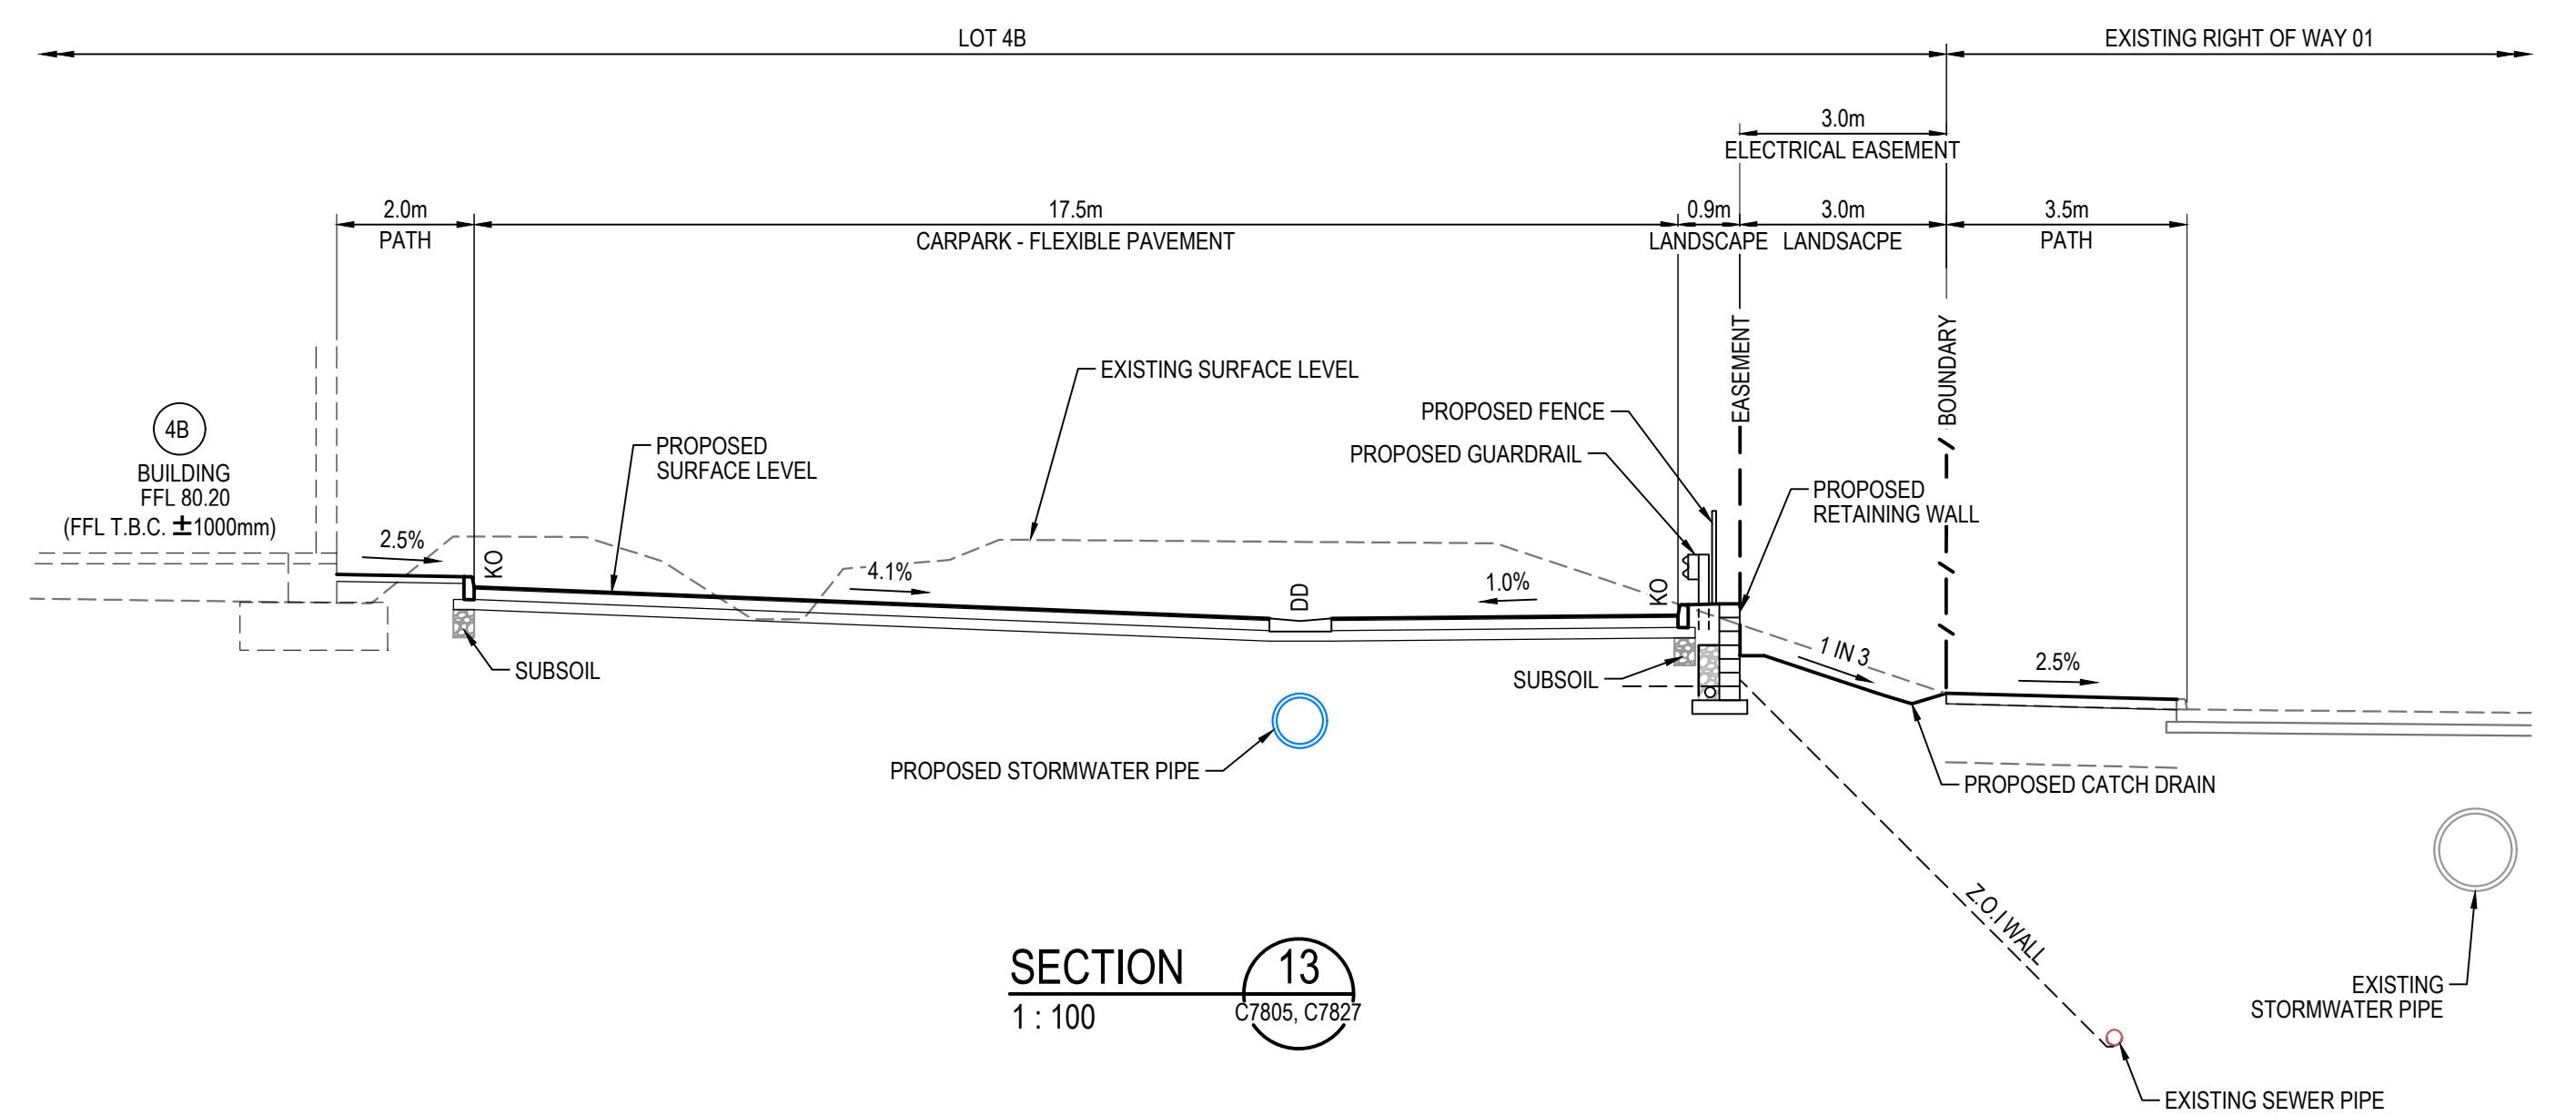 LOT 4B
EXISTING RIGHT OF WAY 01
3.0m
ELECTRICAL EASEMENT
2.0m
PATH
17.5m
CARPARK - FLEXIBLE PAVEMENT
0.9m
LANDSCAPE
3.0m
LANDSACPE
3.5m
PATH
EASEMENT
BOUNDARY
EXISTING SURFACE LEVEL
PROPOSED FENCE
PROPOSED GUARDRAIL
4B
BUILDING
FFL 80.20
(FFL T.B.C. ±1000mm)
PROPOSED
SURFACE LEVEL
PROPOSED
RETAINING WALL
2.5%
KO
4.1%
DD
1.0%
KO
1 IN 3
2.5%
SUBSOIL
SUBSOIL
PROPOSED STORMWATER PIPE
PROPOSED CATCH DRAIN
Z.O.I WALL
SECTION
13
1 : 100
C7805, C7827
EXISTING
STORMWATER PIPE
EXISTING SEWER PIPE